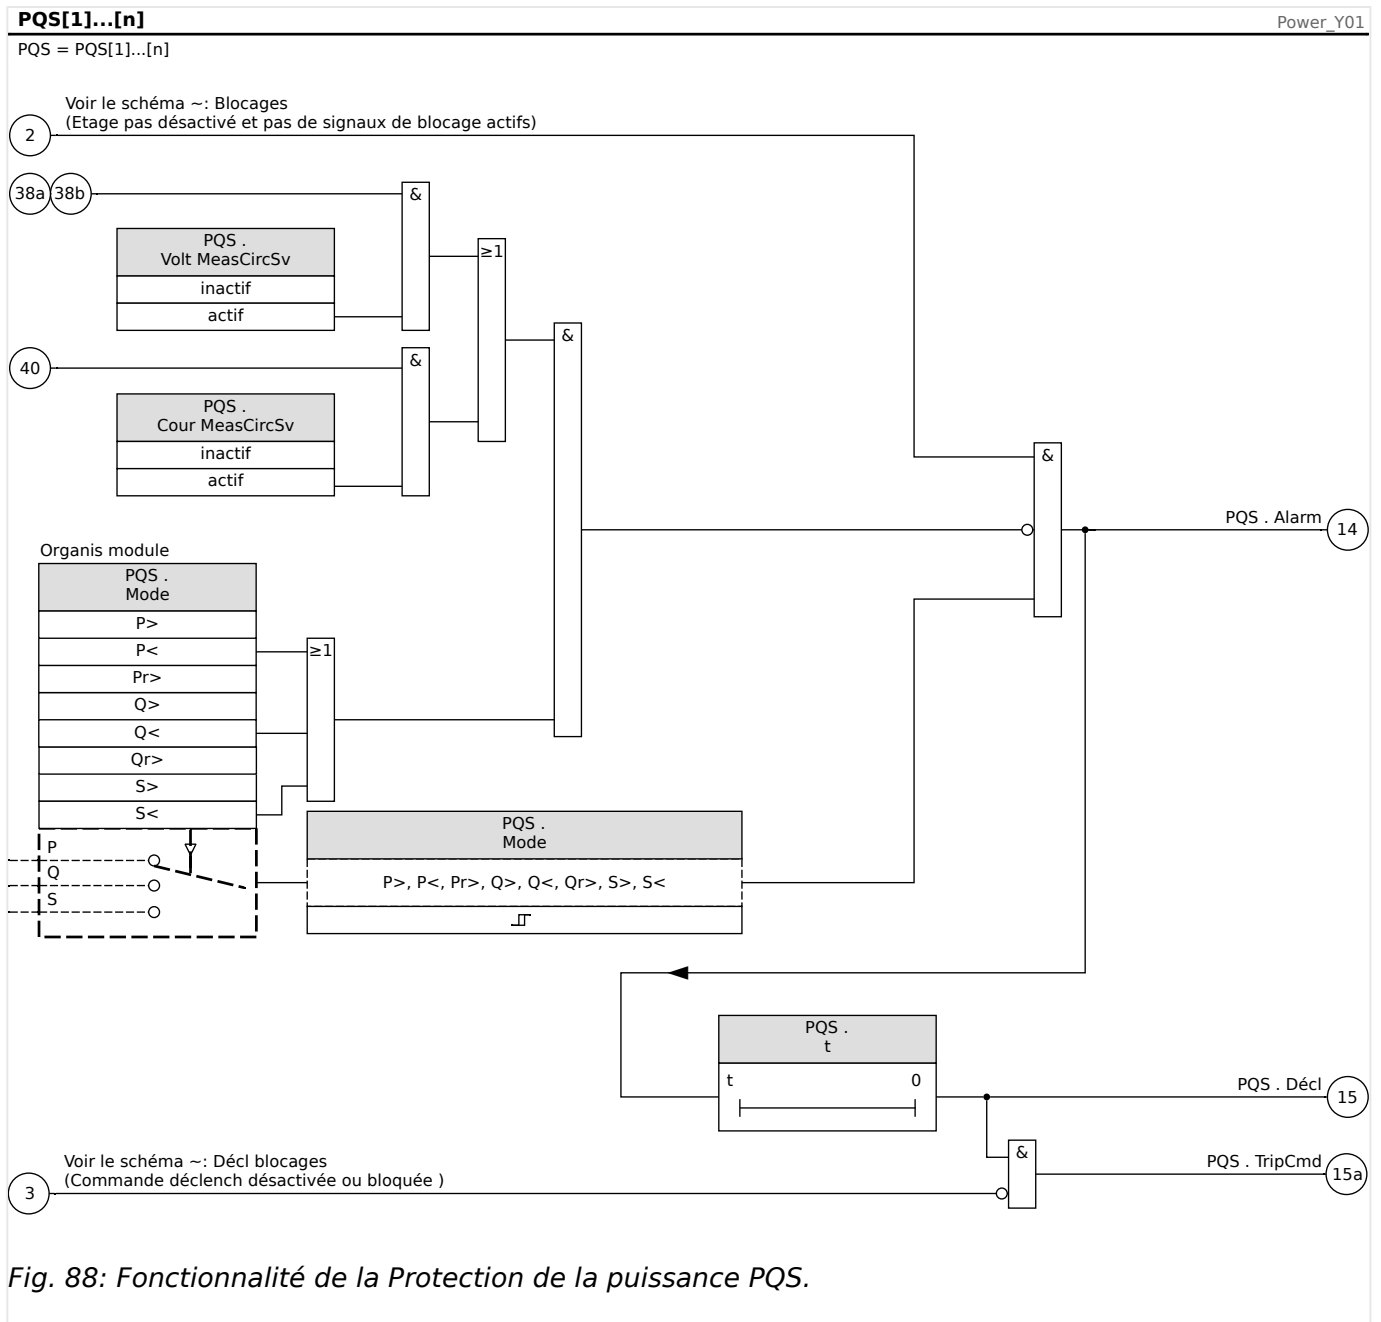 PQS[1]...[n]
Power_Y01
PQS = PQS[1]...[n]
Voir le schéma ~: Blocages
(Etage pas désactivé et pas de signaux de blocage actifs)
2
38a 38b
&
PQS .
Volt MeasCircSv
inactif
actif
≥1
&
40
&
PQS .
Cour MeasCircSv
inactif
actif
&
PQS . Alarm
14
Organis module
PQS .
Mode
P>
P<
Pr>
Q>
Q<
Qr>
S>
S<
≥1
P
Q
S
PQS .
Mode
P>, P<, Pr>, Q>, Q<, Qr>, S>, S<
PQS .
t
t 0
PQS . Décl
15
Voir le schéma ~: Décl blocages
(Commande déclench désactivée ou bloquée )
3
&
PQS . TripCmd
15a
Fig. 88: Fonctionnalité de la Protection de la puissance PQS.